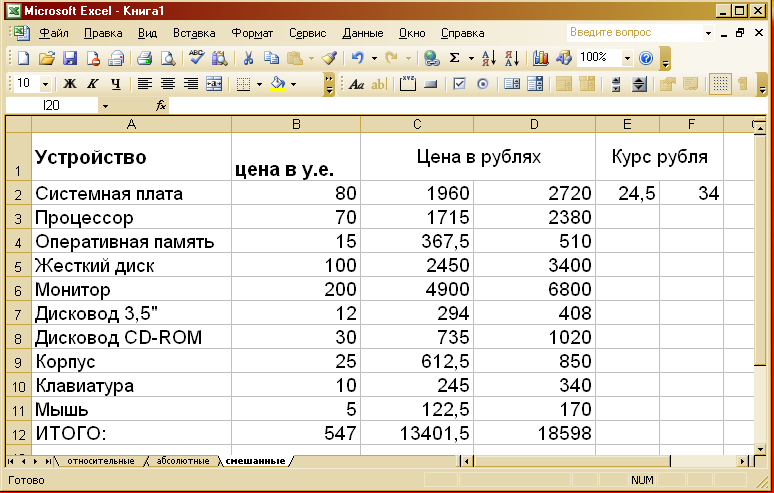 Microsoft Excel - Книга1
Файл Правка Вид Вставка Формат Сервис Данные Окно Справка Введите вопрос
100%
10 Ж К Ч
Aa ab| XYZ ab|
I20 fx
A B C D E F
1 Устройство цена в у.е. Цена в рублях Курс рубля
2 Системная плата 80 1960 2720 24,5 34
3 Процессор 70 1715 2380
4 Оперативная память 15 367,5 510
5 Жесткий диск 100 2450 3400
6 Монитор 200 4900 6800
7 Дисковод 3,5" 12 294 408
8 Дисковод CD-ROM 30 735 1020
9 Корпус 25 612,5 850
10 Клавиатура 10 245 340
11 Мышь 5 122,5 170
12 ИТОГО: 547 13401,5 18598
относительные абсолютные смешанные
Готово NUM